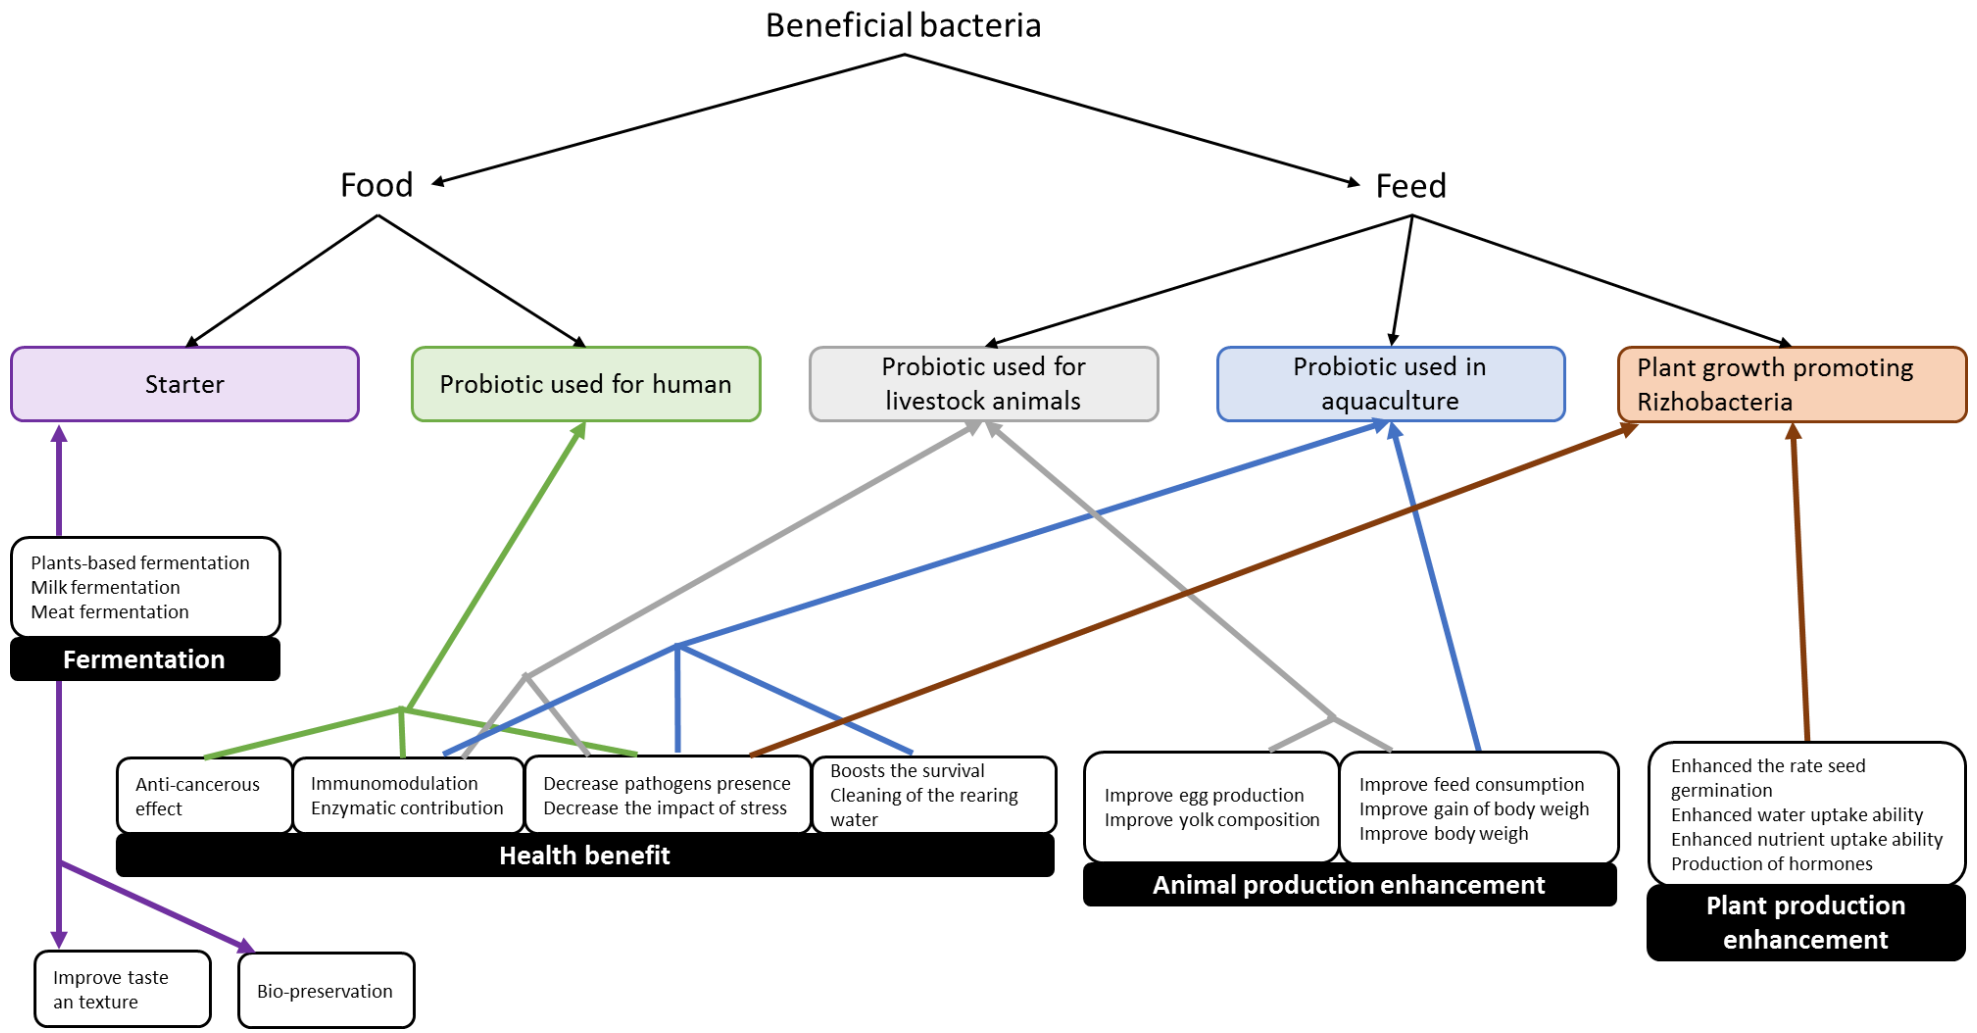 Beneficial bacteria
Food
Feed
Starter
Probiotic used for human
Probiotic used for
livestock animals
Probiotic used in
aquaculture
Plant growth promoting
Rizhobacteria
Plants-based fermentation
Milk fermentation
Meat fermentation
Fermentation
Anti-cancerous
effect
Immunomodulation
Enzymatic contribution
Decrease pathogens presence
Decrease the impact of stress
Boosts the survival
Cleaning of the rearing
water
Health benefit
Improve egg production
Improve yolk composition
Improve feed consumption
Improve gain of body weigh
Improve body weigh
Animal production enhancement
Enhanced the rate seed
germination
Enhanced water uptake ability
Enhanced nutrient uptake ability
Production of hormones
Plant production
enhancement
Improve taste
an texture
Bio-preservation